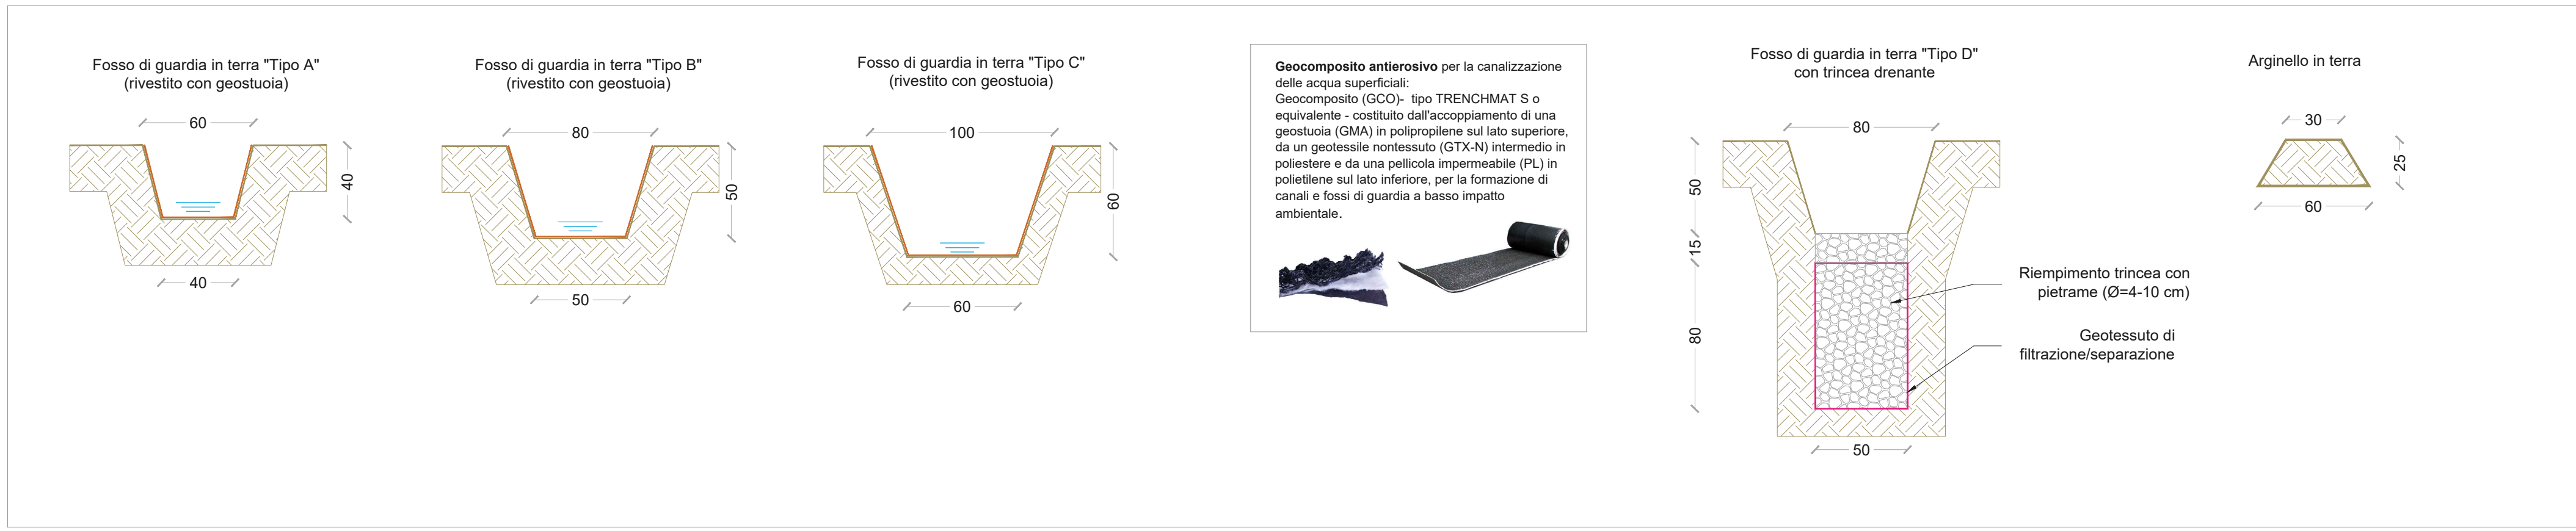 Fosso di guardia in terra "Tipo A"
(rivestito con geostuoia)
60
40
40
Fosso di guardia in terra "Tipo B"
(rivestito con geostuoia)
80
50
50
Fosso di guardia in terra "Tipo C"
(rivestito con geostuoia)
100
60
60
Geocomposito antierosivo per la canalizzazione
delle acqua superficiali:
Geocomposito (GCO)- tipo TRENCHMAT S o
equivalente - costituito dall'accoppiamento di una
geostuoia (GMA) in polipropilene sul lato superiore,
da un geotessile nontessuto (GTX-N) intermedio in
poliestere e da una pellicola impermeabile (PL) in
polietilene sul lato inferiore, per la formazione di
canali e fossi di guardia a basso impatto
ambientale.
Fosso di guardia in terra "Tipo D"
con trincea drenante
80
50
15
80
50
Riempimento trincea con
pietrame (Ø=4-10 cm)
Geotessuto di
filtrazione/separazione
Arginello in terra
30
25
60